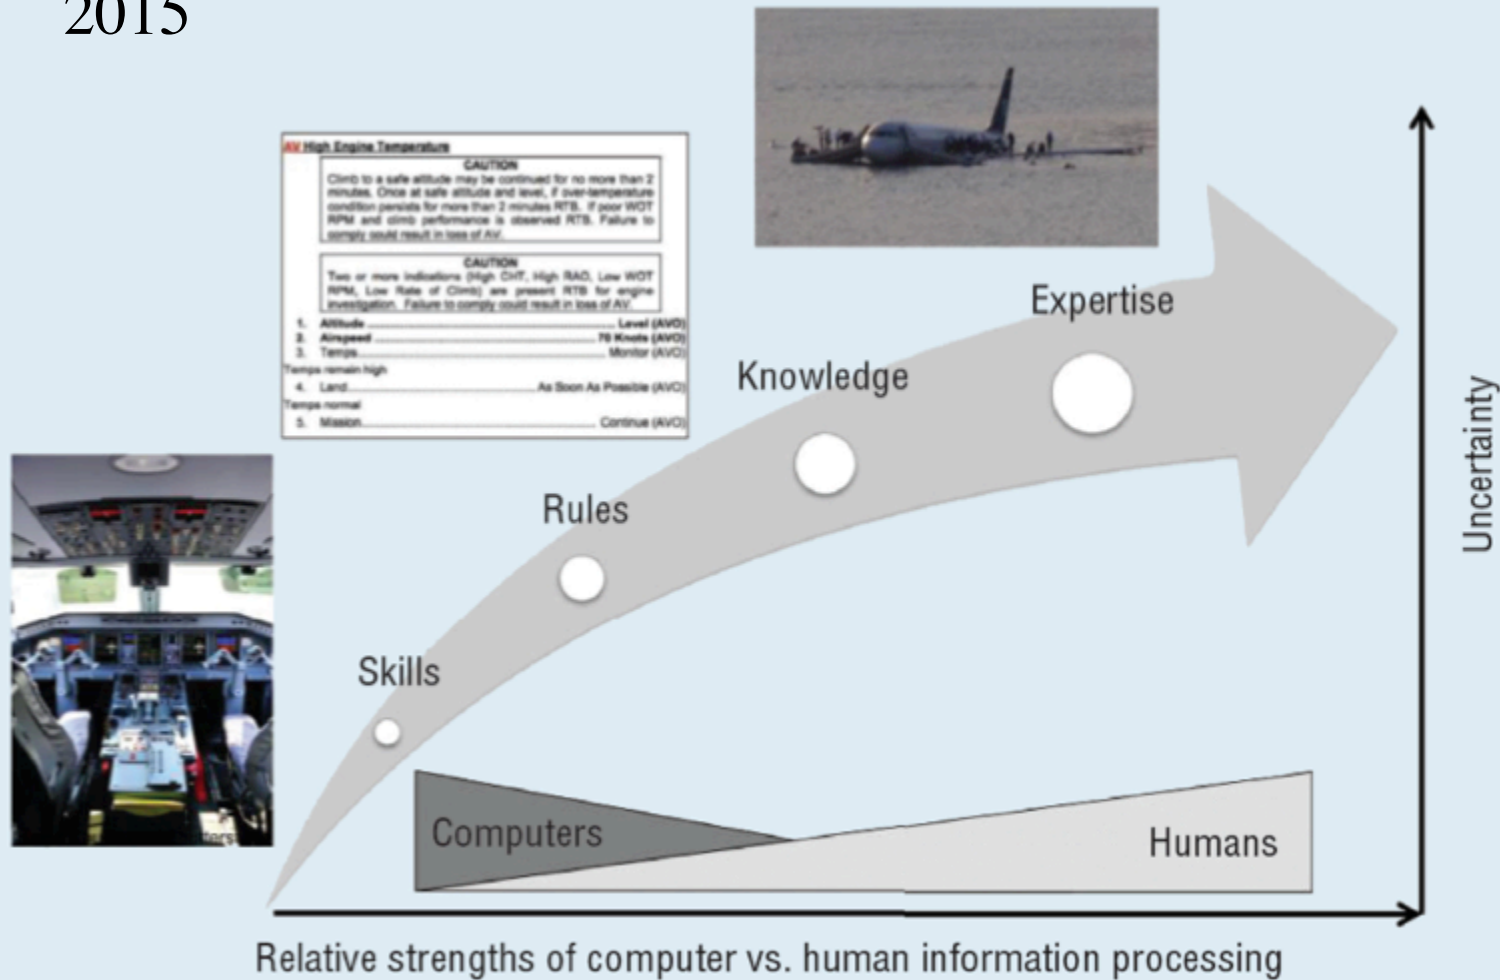 2015
AV High Engine Temperature
CAUTION
Climb to a safe altitude may be continued for no more than 2
minutes. Once at safe altitude and level, if over-temperature
condition persists for more than 2 minutes RTB. If poor WOT
RPM and climb performance is observed RTB. Failure to
comply could result in loss of AV.
CAUTION
Two or more indications (High CHT, High RAD, Low WOT
RPM, Low Rate of Climb) are present RTB for engine
investigation. Failure to comply could result in loss of AV.
1. Altitude Level (AVO)
2. Airspeed 70 Knots (AVO)
3. Temps Monitor (AVO)
Temps remain high
4. Land As Soon As Possible (AVO)
Temps normal
5. Mission Continue (AVO)
Expertise
Knowledge
Rules
Skills
Uncertainty
Computers
Humans
Relative strengths of computer vs. human information processing